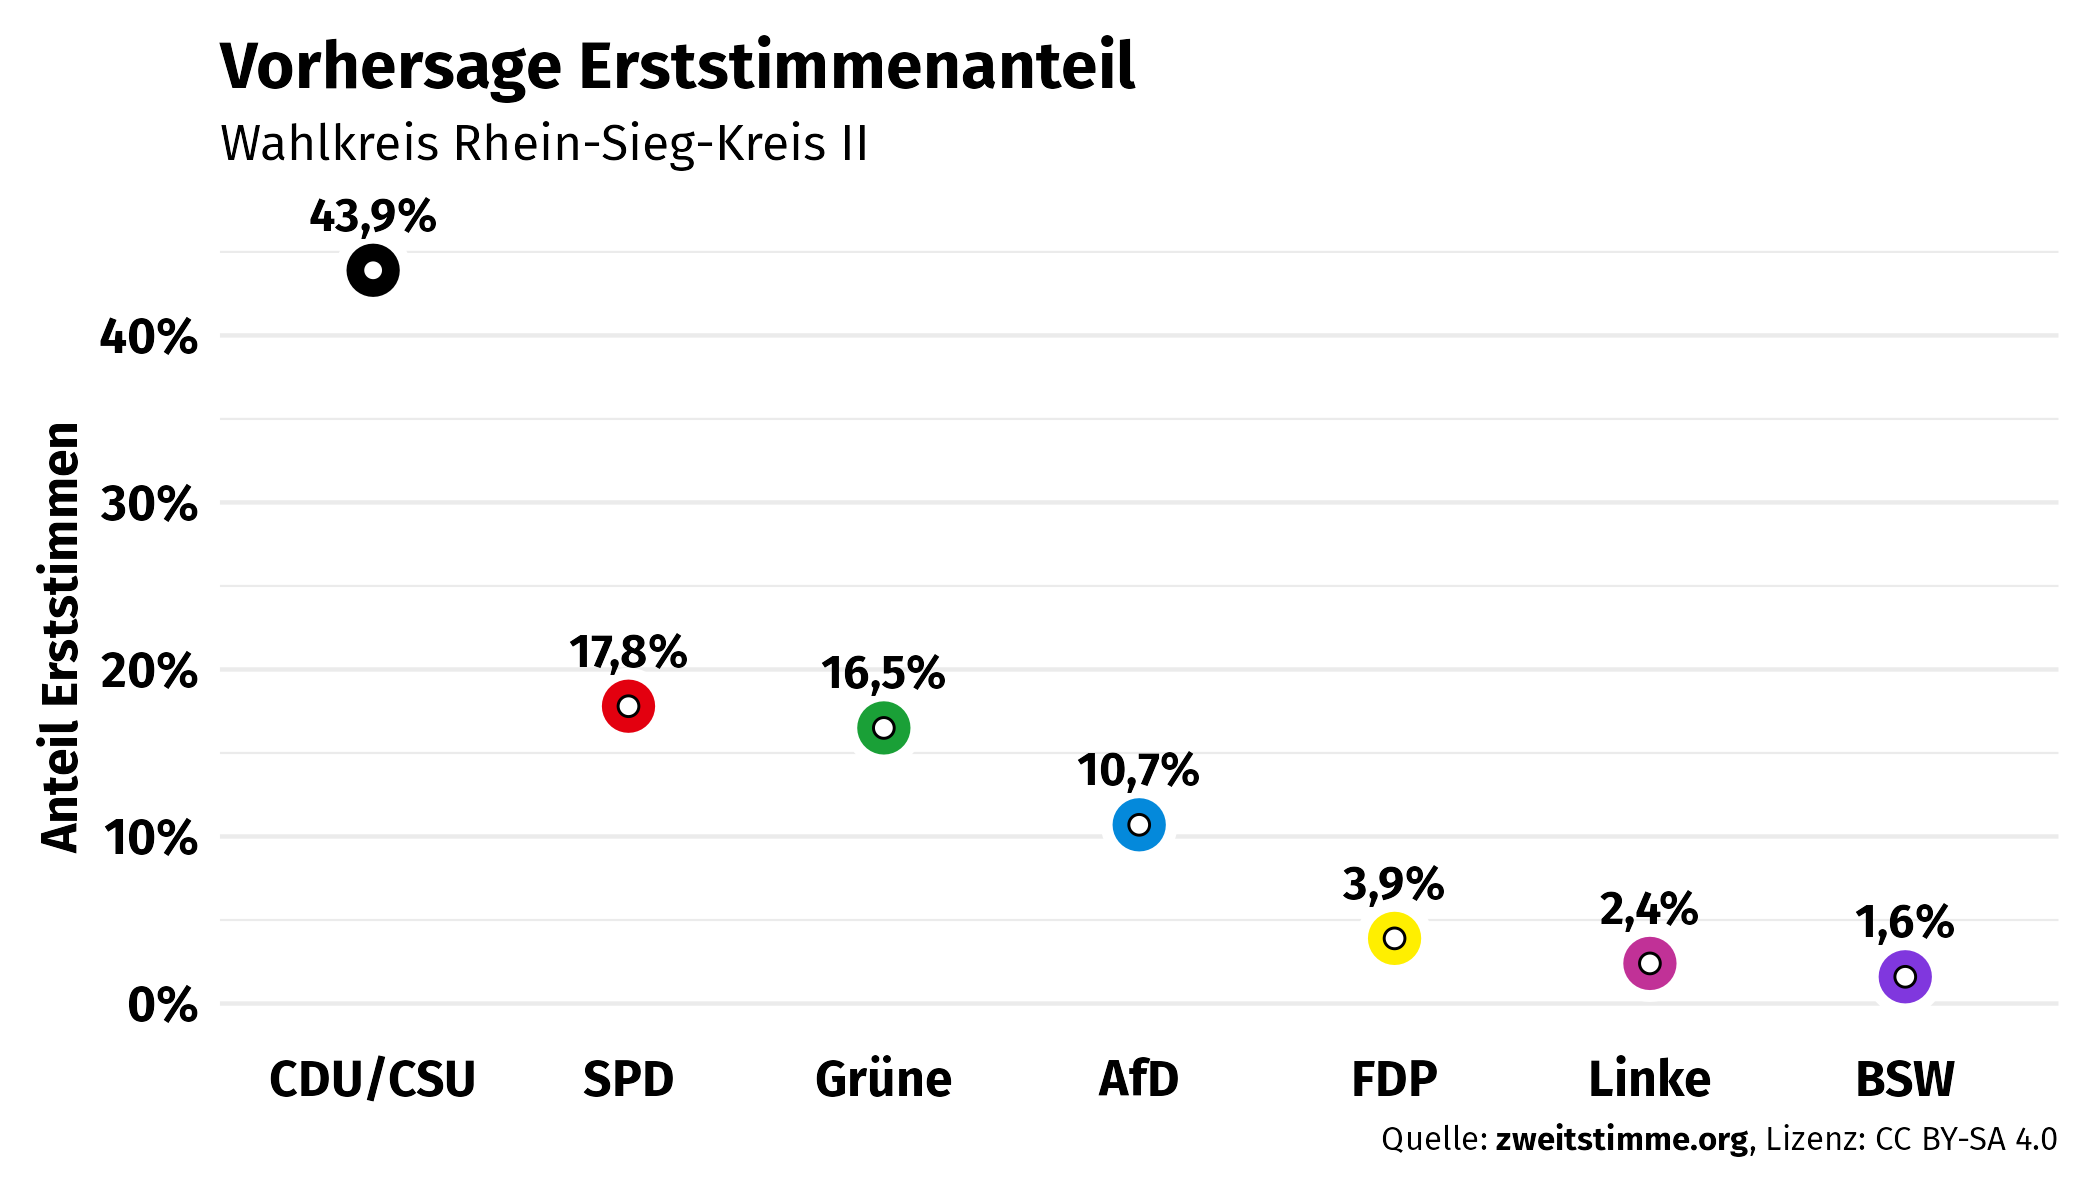 Vorhersage Erststimmenanteil
Wahlkreis Rhein-Sieg-Kreis II
43,9%
40%
30%
20%
10%
0%
Anteil Erststimmen
17,8%
16,5%
10,7%
3,9%
2,4%
1,6%
CDU/CSU SPD Grüne AfD FDP Linke BSW
Quelle: zweitstimme.org, Lizenz: CC BY-SA 4.0